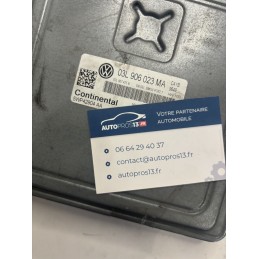 03L 906 023 MA
Continental
AUTOPROS13.FR
VOTRE PARTENAIRE
AUTOMOBILE
06 64 29 40 37
contact@autopros13.fr
autopros13.fr